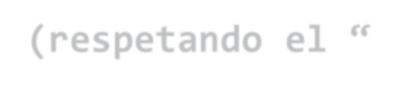 (respetando el “